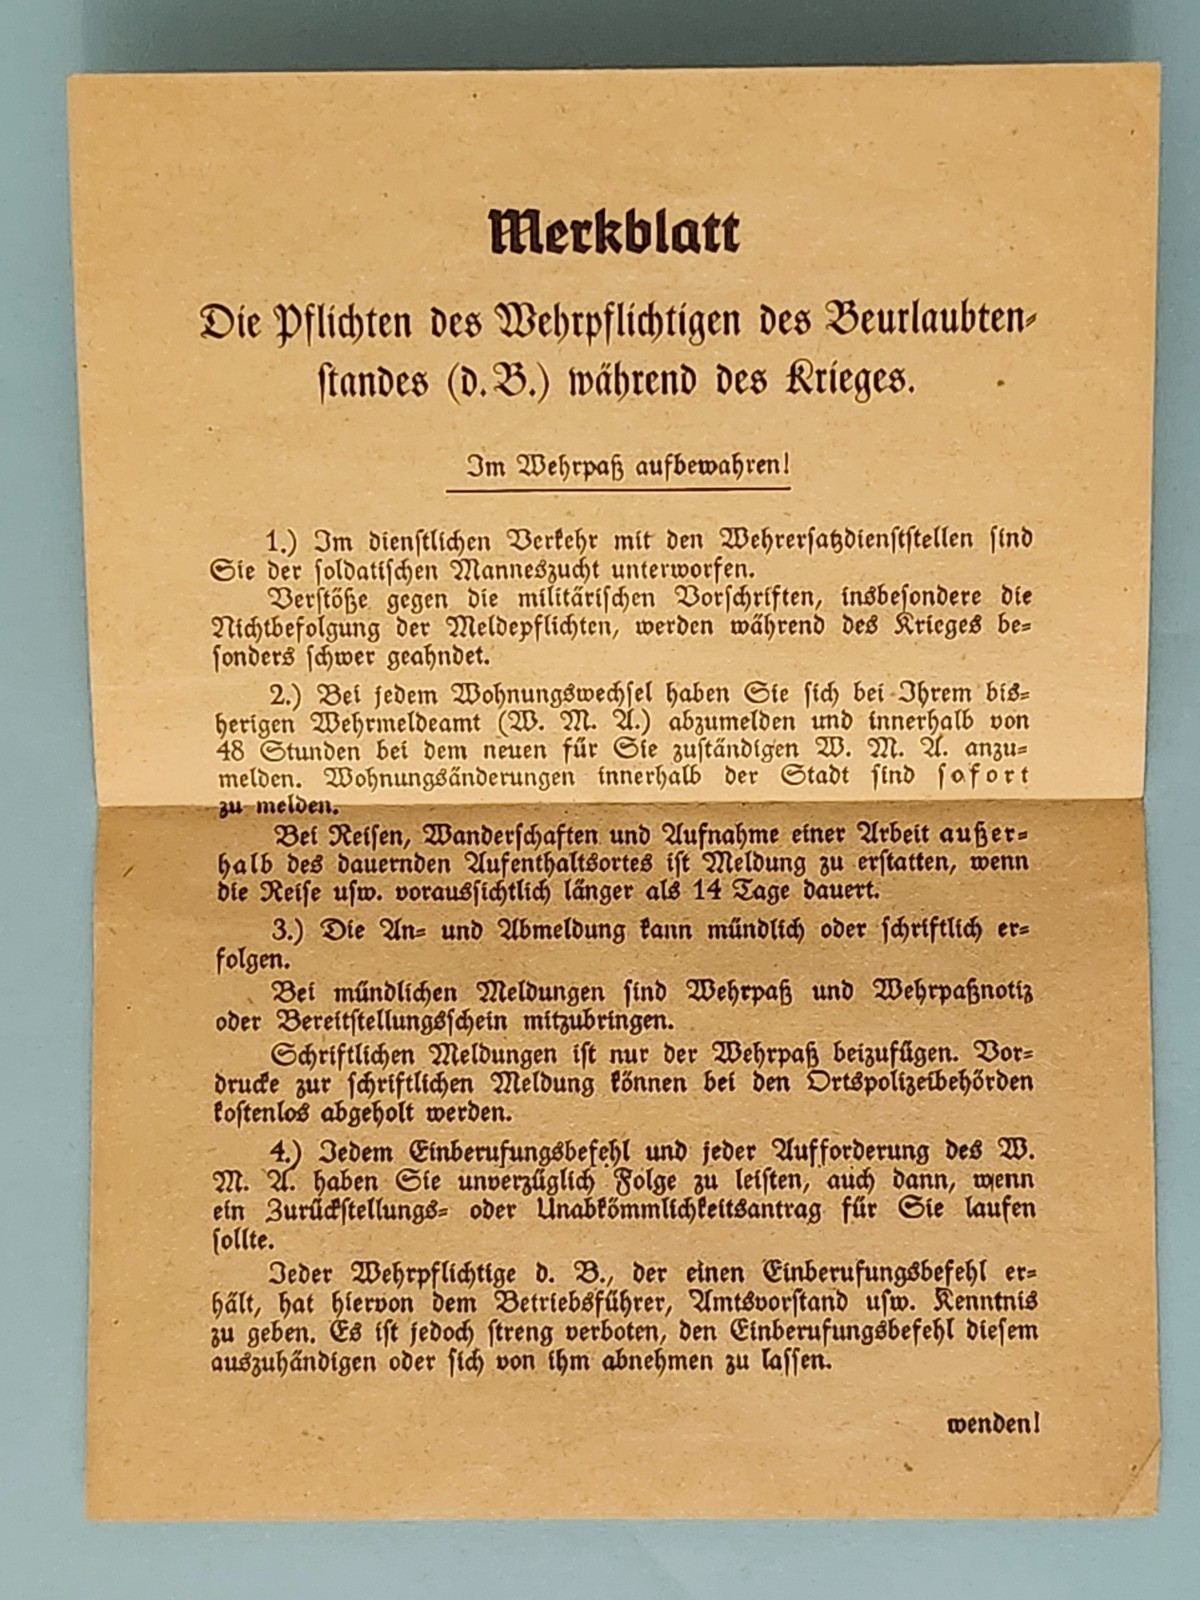 Merkblatt
Die Pflichten des Wehrpflichtigen des Beurlaubten-
standes (d. B.) während des Krieges.
Im Wehrpaß aufbewahren!
1.) Im dienstlichen Verkehr mit den Wehrersatzdienststellen sind
Sie der soldatischen Manneszucht unterworfen.
Verstöße gegen die militärischen Vorschriften, insbesondere die
Nichtbefolgung der Meldepflichten, werden während des Krieges be-
sonders schwer geahndet.
2.) Bei jedem Wohnungswechsel haben Sie sich bei Ihrem bis-
herigen Wehrmeldeamt (W. M. A.) abzumelden und innerhalb von
48 Stunden bei dem neuen für Sie zuständigen W. M. A. anzu-
melden. Wohnungsänderungen innerhalb der Stadt sind sofort
zu melden.
Bei Reisen, Wanderschaften und Aufnahme einer Arbeit außer-
halb des dauernden Aufenthaltsortes ist Meldung zu erstatten, wenn
die Reise usw. voraussichtlich länger als 14 Tage dauert.
3.) Die An- und Abmeldung kann mündlich oder schriftlich er-
folgen.
Bei mündlichen Meldungen sind Wehrpaß und Wehrpaßnotiz
oder Bereitstellungsschein mitzubringen.
Schriftlichen Meldungen ist nur der Wehrpaß beizufügen. Vor-
drucke zur schriftlichen Meldung können bei den Ortspolizeibehörden
kostenlos abgeholt werden.
4.) Jedem Einberufungsbefehl und jeder Aufforderung des W.
M. A. haben Sie unverzüglich Folge zu leisten, auch dann, wenn
ein Zurückstellungs- oder Unabkömmlichkeitsantrag für Sie laufen
sollte.
Jeder Wehrpflichtige d. B., der einen Einberufungsbefehl er-
hält, hat hiervon dem Betriebsführer, Amtsvorstand usw. Kenntnis
zu geben. Es ist jedoch streng verboten, den Einberufungsbefehl diesem
auszuhändigen oder sich von ihm abnehmen zu lassen.
wenden!